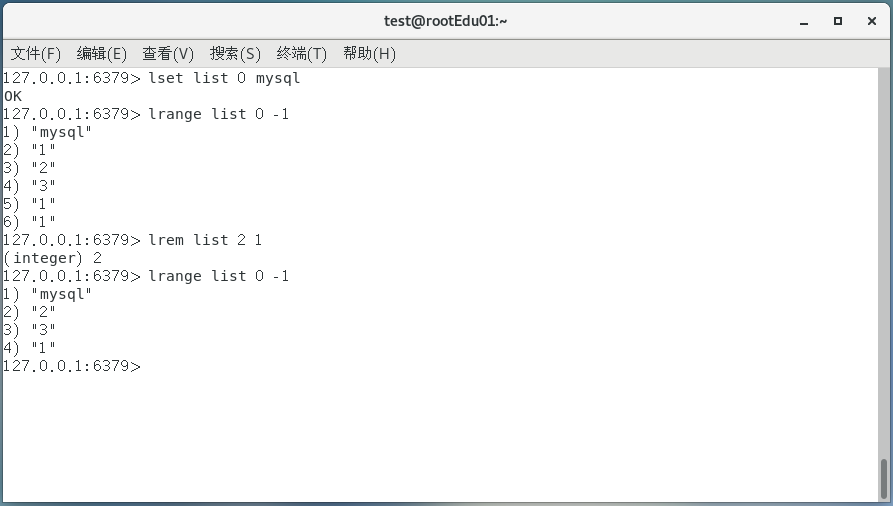 test@rootEdu01:~
文件(F) 编辑(E) 查看(V) 搜索(S) 终端(T) 帮助(H)
127.0.0.1:6379> lset list 0 mysql
OK
127.0.0.1:6379> lrange list 0 -1
1) "mysql"
2) "1"
3) "2"
4) "3"
5) "1"
6) "1"
127.0.0.1:6379> lrem list 2 1
(integer) 2
127.0.0.1:6379> lrange list 0 -1
1) "mysql"
2) "2"
3) "3"
4) "1"
127.0.0.1:6379>